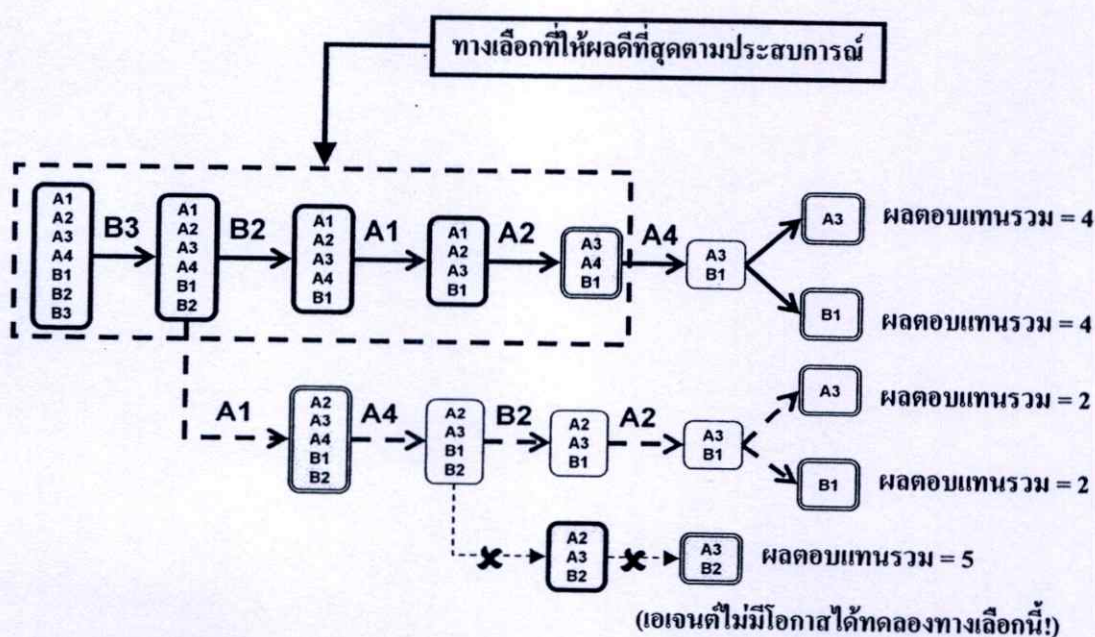 ทางเลือกที่ให้ผลดีที่สุดตามประสบการณ์
A1
A2
A3
A4
B1
B2
B3
B3
A1
A2
A3
A4
B1
B2
B2
A1
A2
A3
A4
B1
A1
A1
A2
A3
B1
A2
A3
A4
B1
A4
A3
B1
A3
ผลตอบแทนรวม = 4
B1
ผลตอบแทนรวม = 4
A1
A2
A3
A4
B1
B2
A4
A2
A3
B1
B2
B2
A2
A3
B1
A2
A3
B1
A3
ผลตอบแทนรวม = 2
B1
ผลตอบแทนรวม = 2
A2
A3
B2
A3
B2
ผลตอบแทนรวม = 5
(เอเจนต์ไม่มีโอกาสได้ทดลองทางเลือกนี้!)